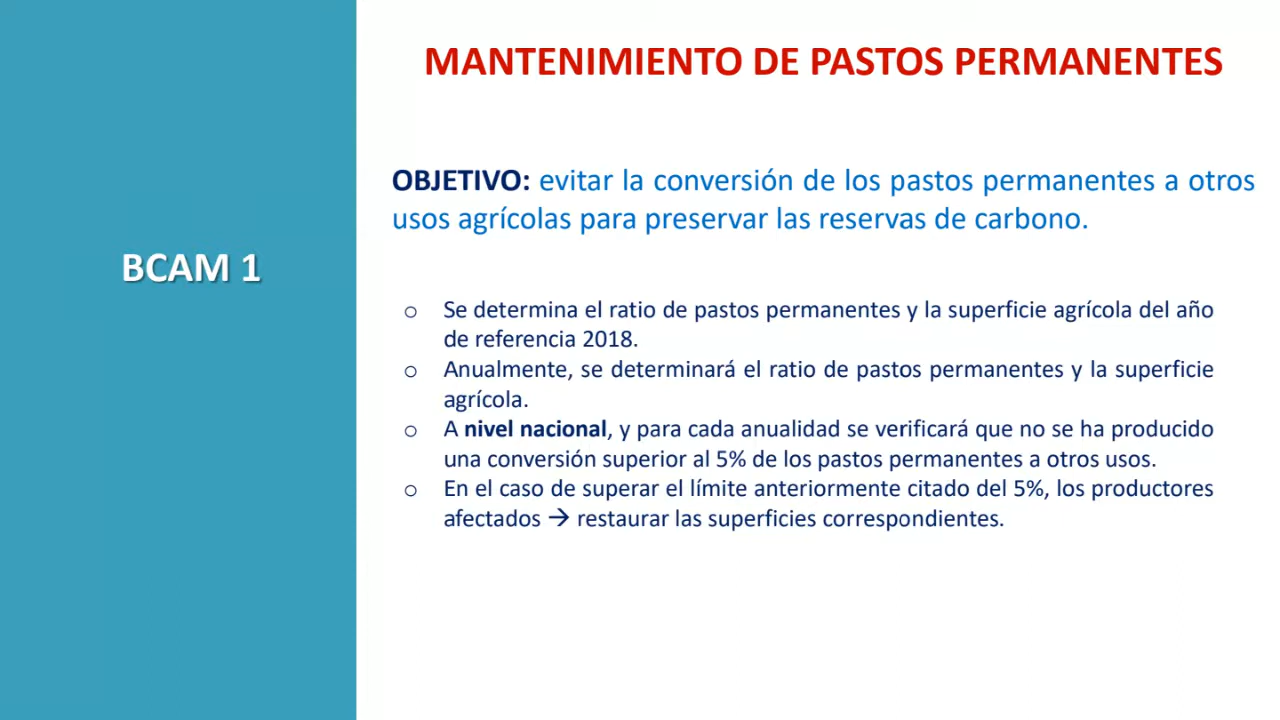 MANTENIMIENTO DE PASTOS PERMANENTES
OBJETIVO: evitar la conversión de los pastos permanentes a otros
usos agrícolas para preservar las reservas de carbono.
BCAM 1
o Se determina el ratio de pastos permanentes y la superficie agrícola del año
de referencia 2018.
o Anualmente, se determinará el ratio de pastos permanentes y la superficie
agrícola.
o A nivel nacional, y para cada anualidad se verificará que no se ha producido
una conversión superior al 5% de los pastos permanentes a otros usos.
o En el caso de superar el límite anteriormente citado del 5%, los productores
afectados → restaurar las superficies correspondientes.